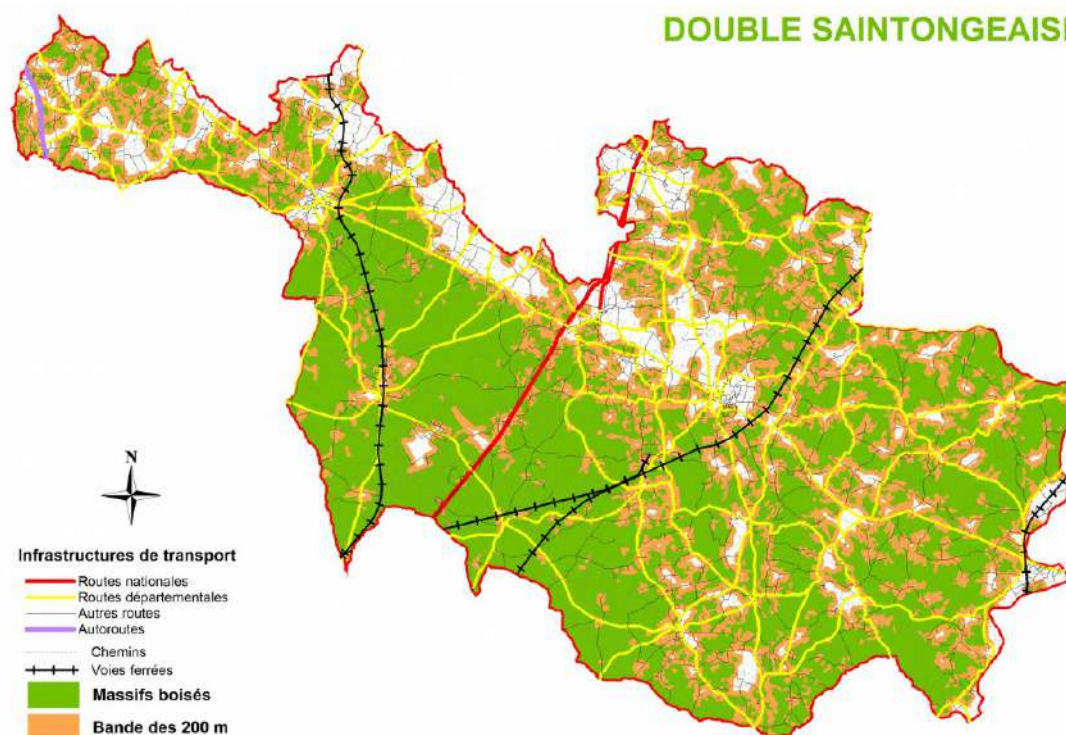 DOUBLE SAINTONGEAISE
N
Infrastructures de transport
Routes nationales
Routes départementales
Autres routes
Autoroutes
Chemins
Voies ferrées
Massifs boisés
Bande des 200 m